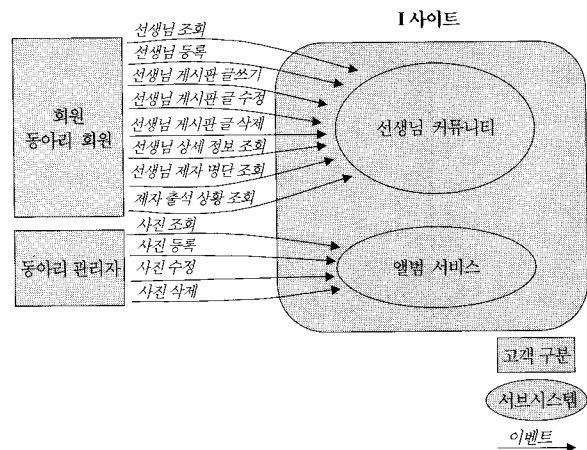 I 사이트
선생님 조회
선생님 등록
선생님 게시판 글쓰기
선생님 게시판 글 수정
선생님 게시판 글 삭제
선생님 상세 정보 조회
선생님 제자 명단 조회
제자 출석 상황 조회
회원
동아리 회원
선생님 커뮤니티
사진 조회
사진 등록
사진 수정
사진 삭제
동아리 관리자
앨범 서비스
고객 구분
서브시스템
이벤트